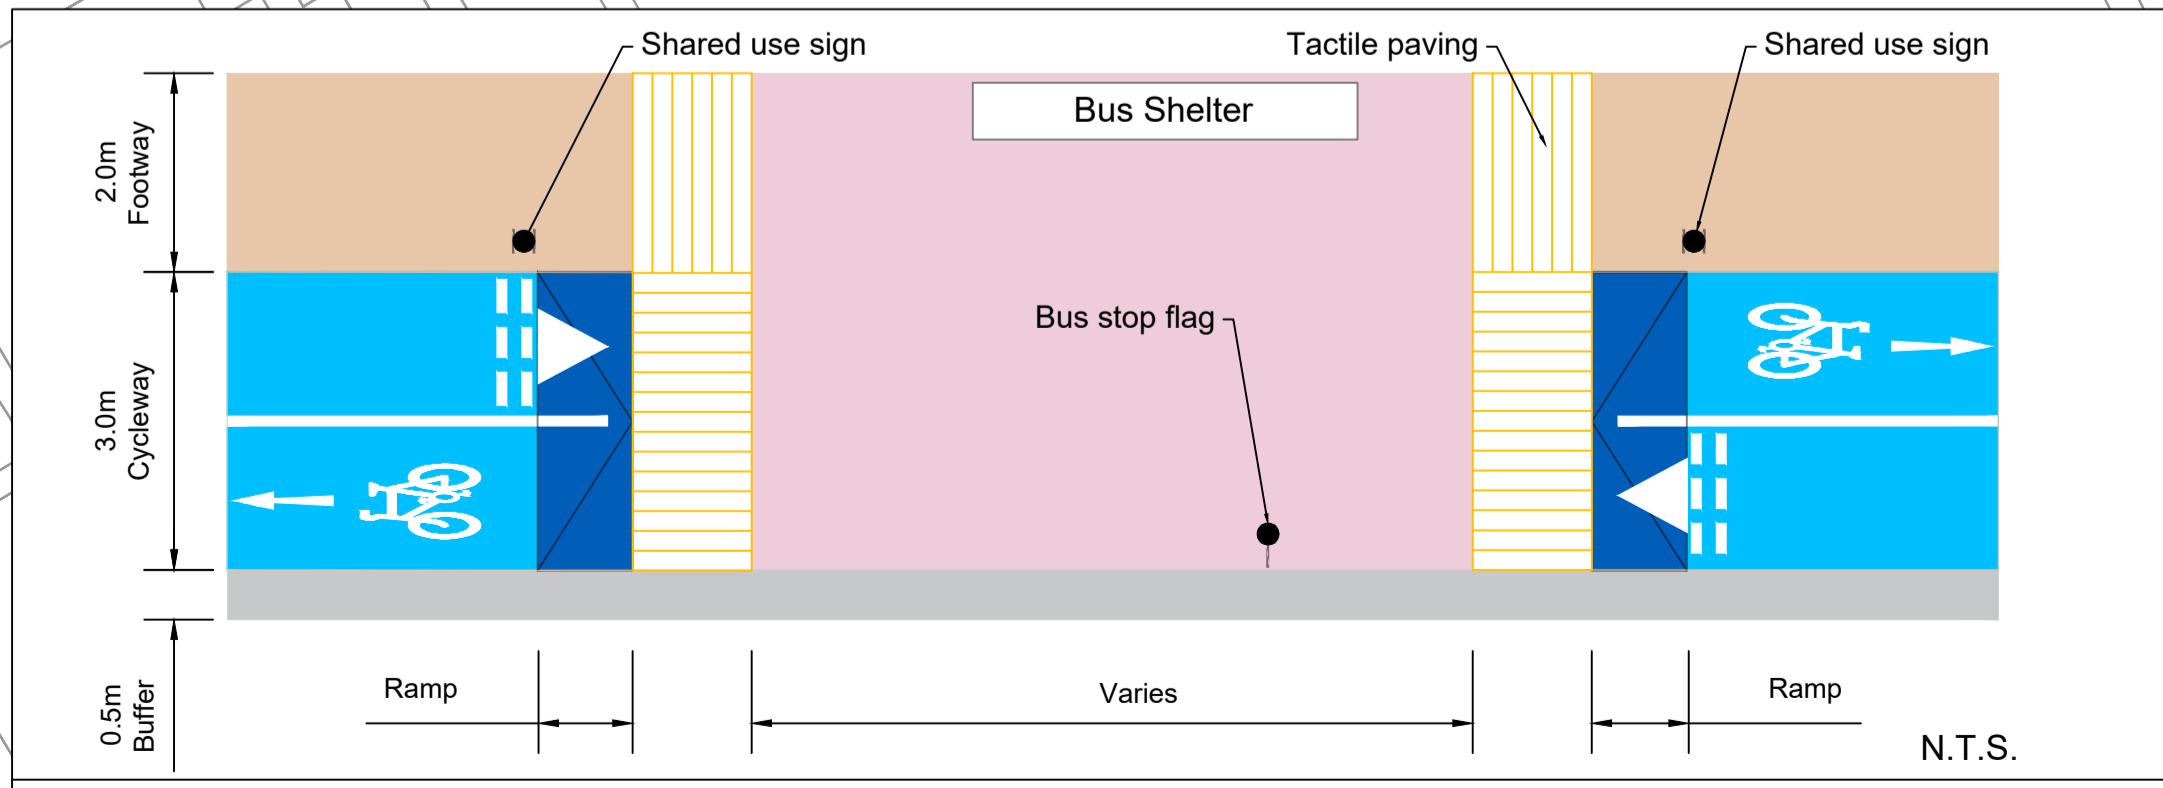 Shared use sign
Tactile paving
Shared use sign
Bus Shelter
2.0m
Footway
Bus stop flag
3.0m
Cycleway
0.5m
Buffer
Ramp
Varies
Ramp
N.T.S.